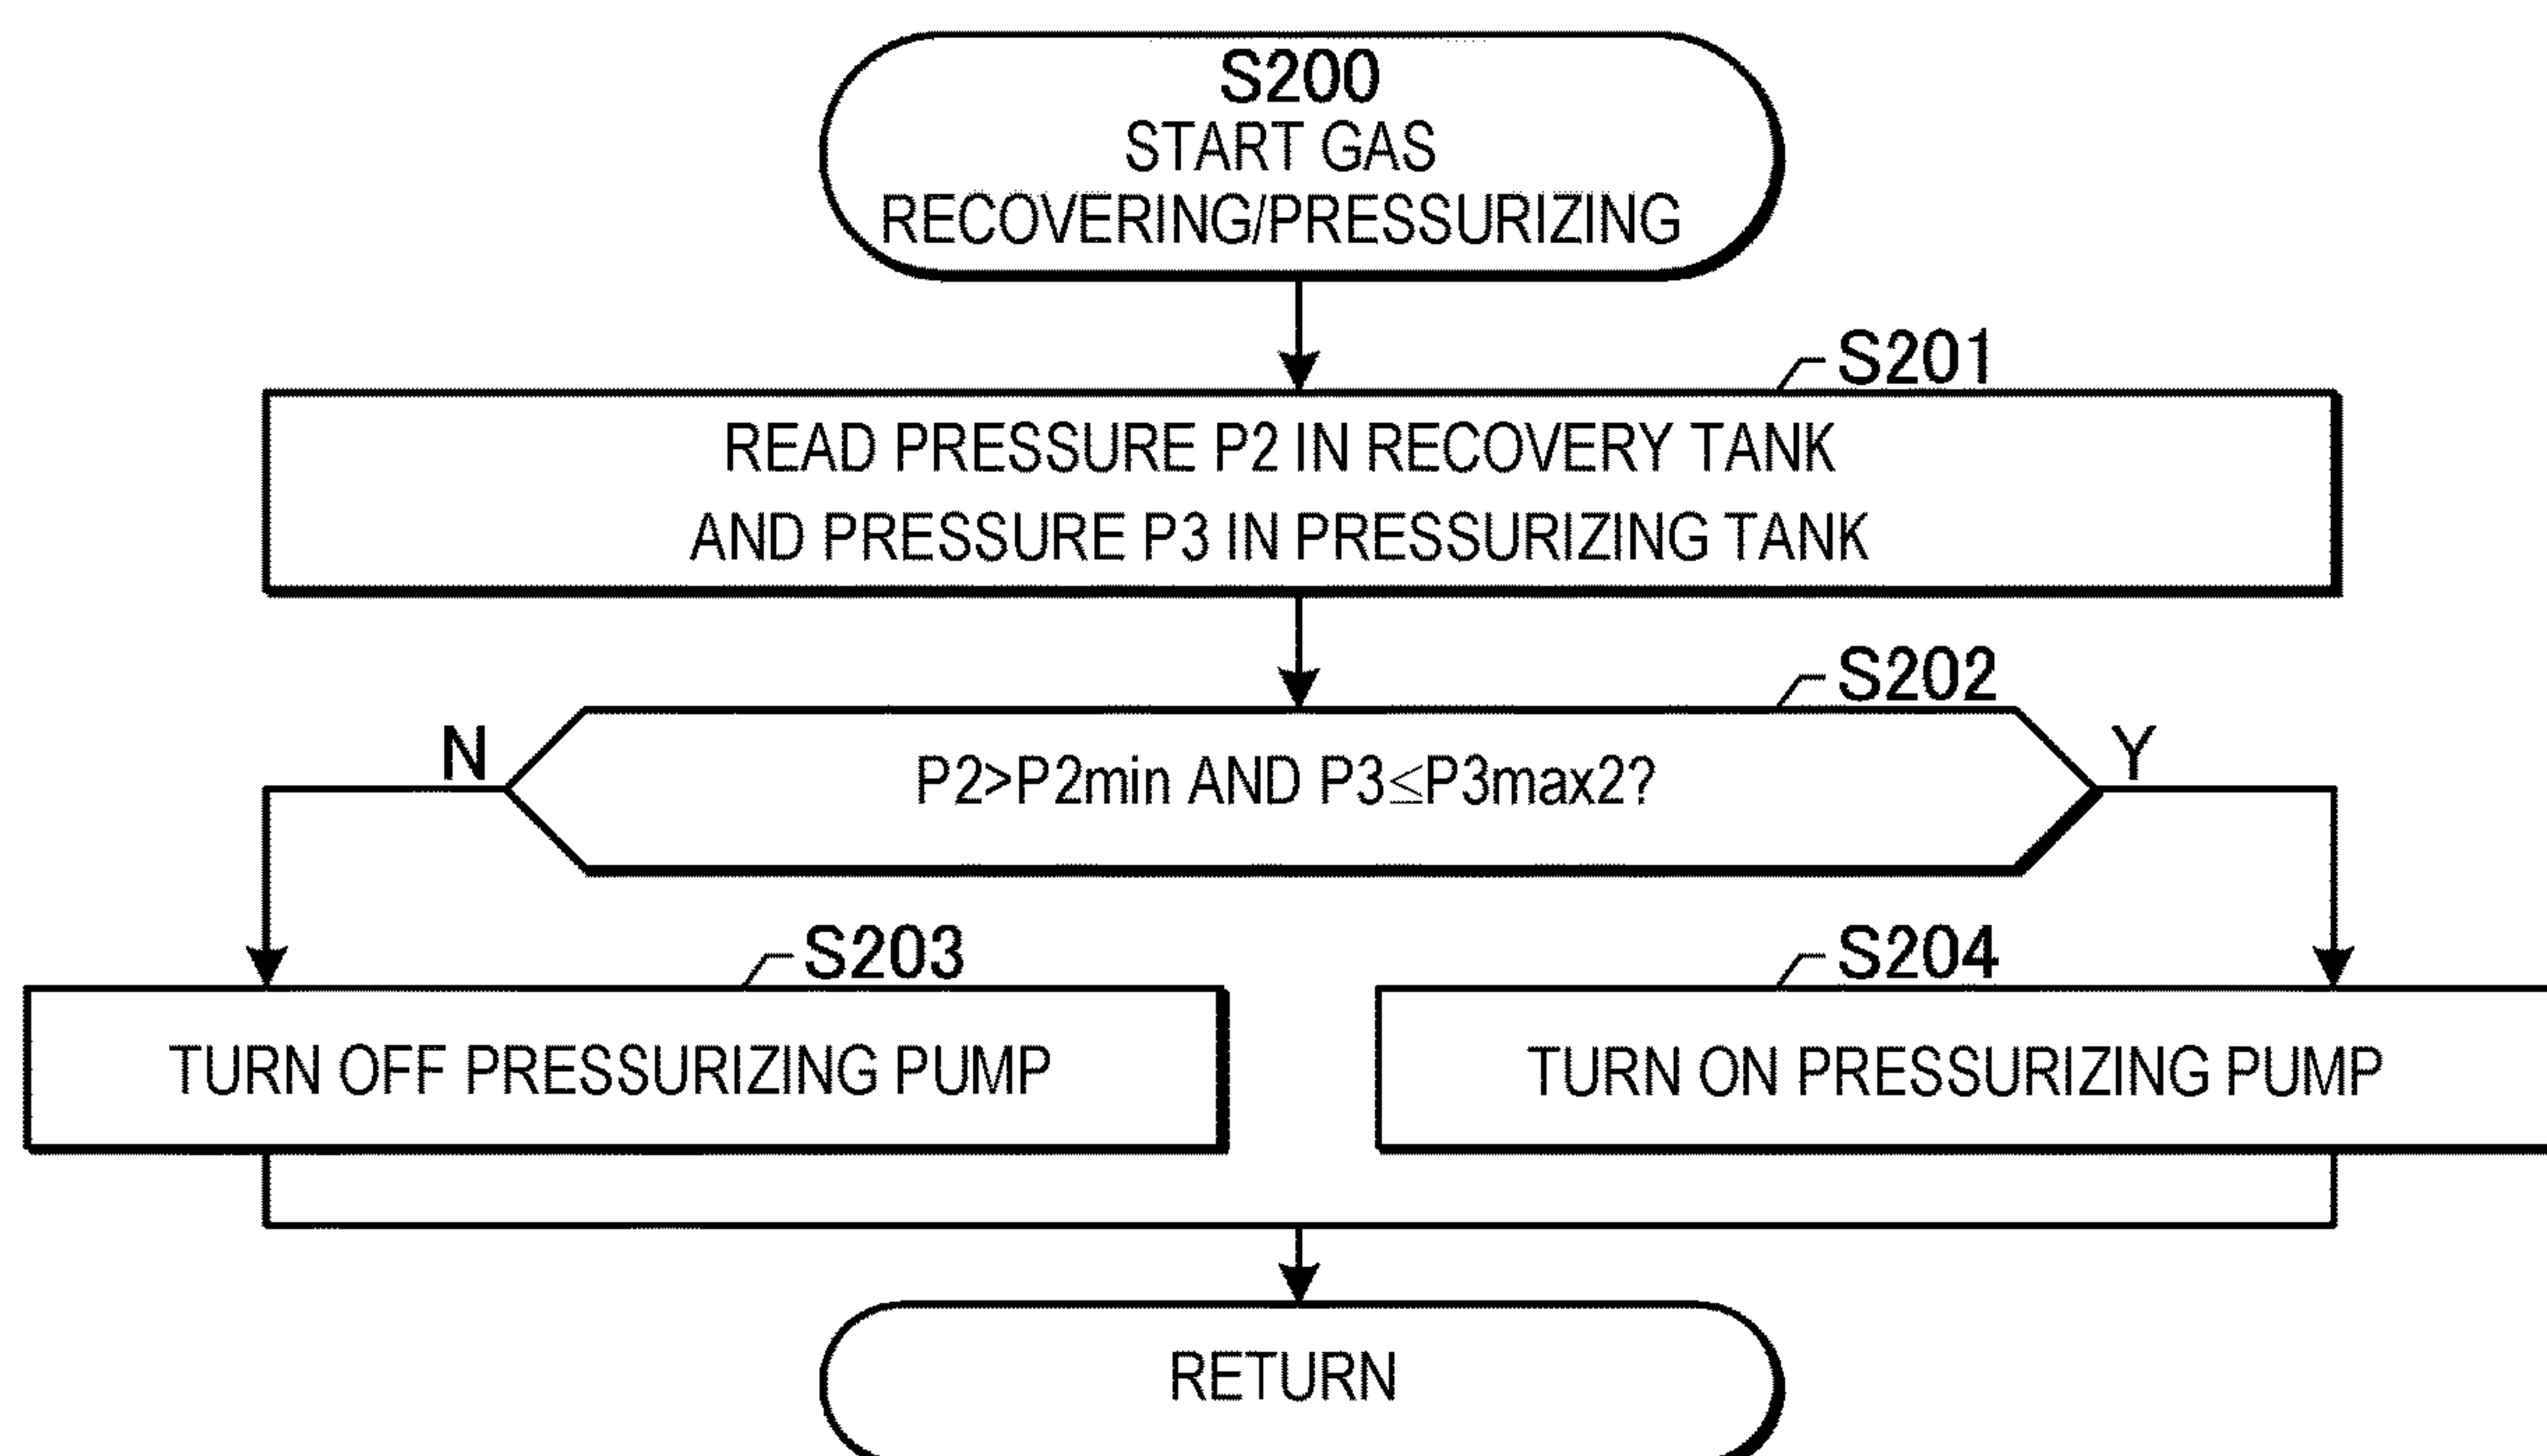 S200
START GAS
RECOVERING/PRESSURIZING
S201
READ PRESSURE P2 IN RECOVERY TANK
AND PRESSURE P3 IN PRESSURIZING TANK
S202
N
P2>P2min AND P3≦P3max2?
Y
S203
TURN OFF PRESSURIZING PUMP
S204
TURN ON PRESSURIZING PUMP
RETURN